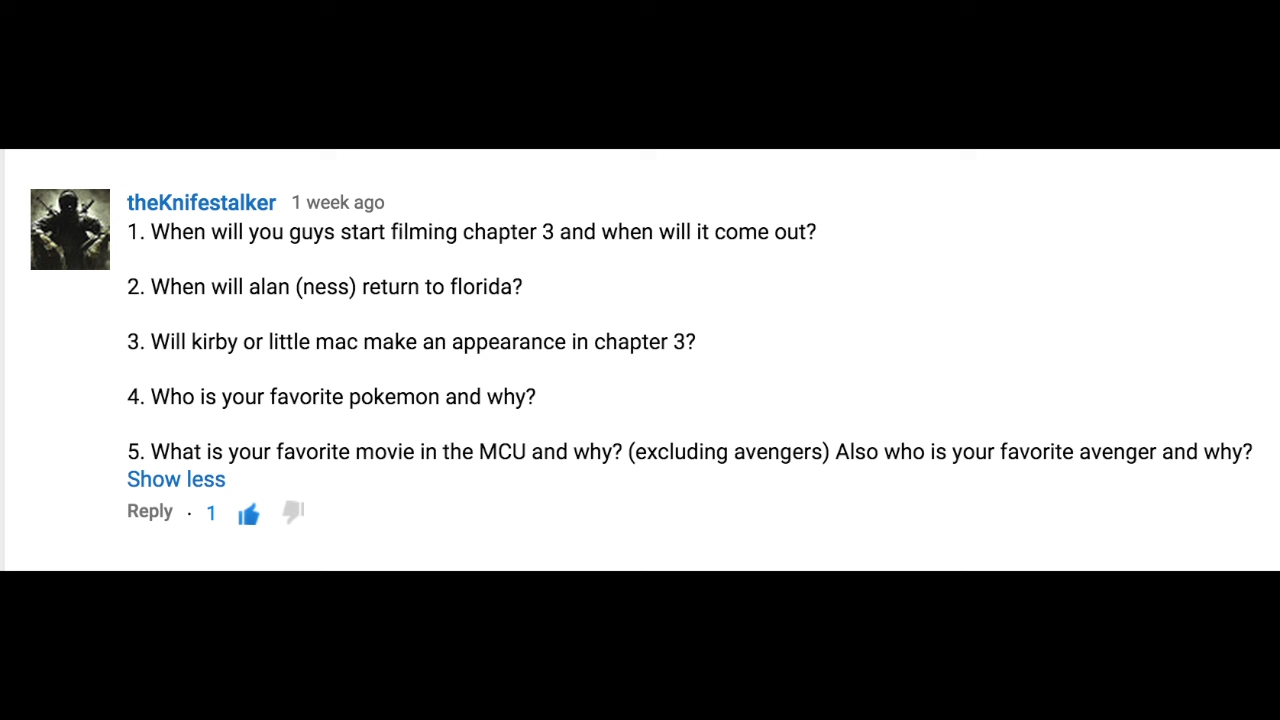 theKnifestalker 1 week ago
1. When will you guys start filming chapter 3 and when will it come out?
2. When will alan (ness) return to florida?
3. Will kirby or little mac make an appearance in chapter 3?
4. Who is your favorite pokemon and why?
5. What is your favorite movie in the MCU and why? (excluding avengers) Also who is your favorite avenger and why?
Show less
Reply · 1